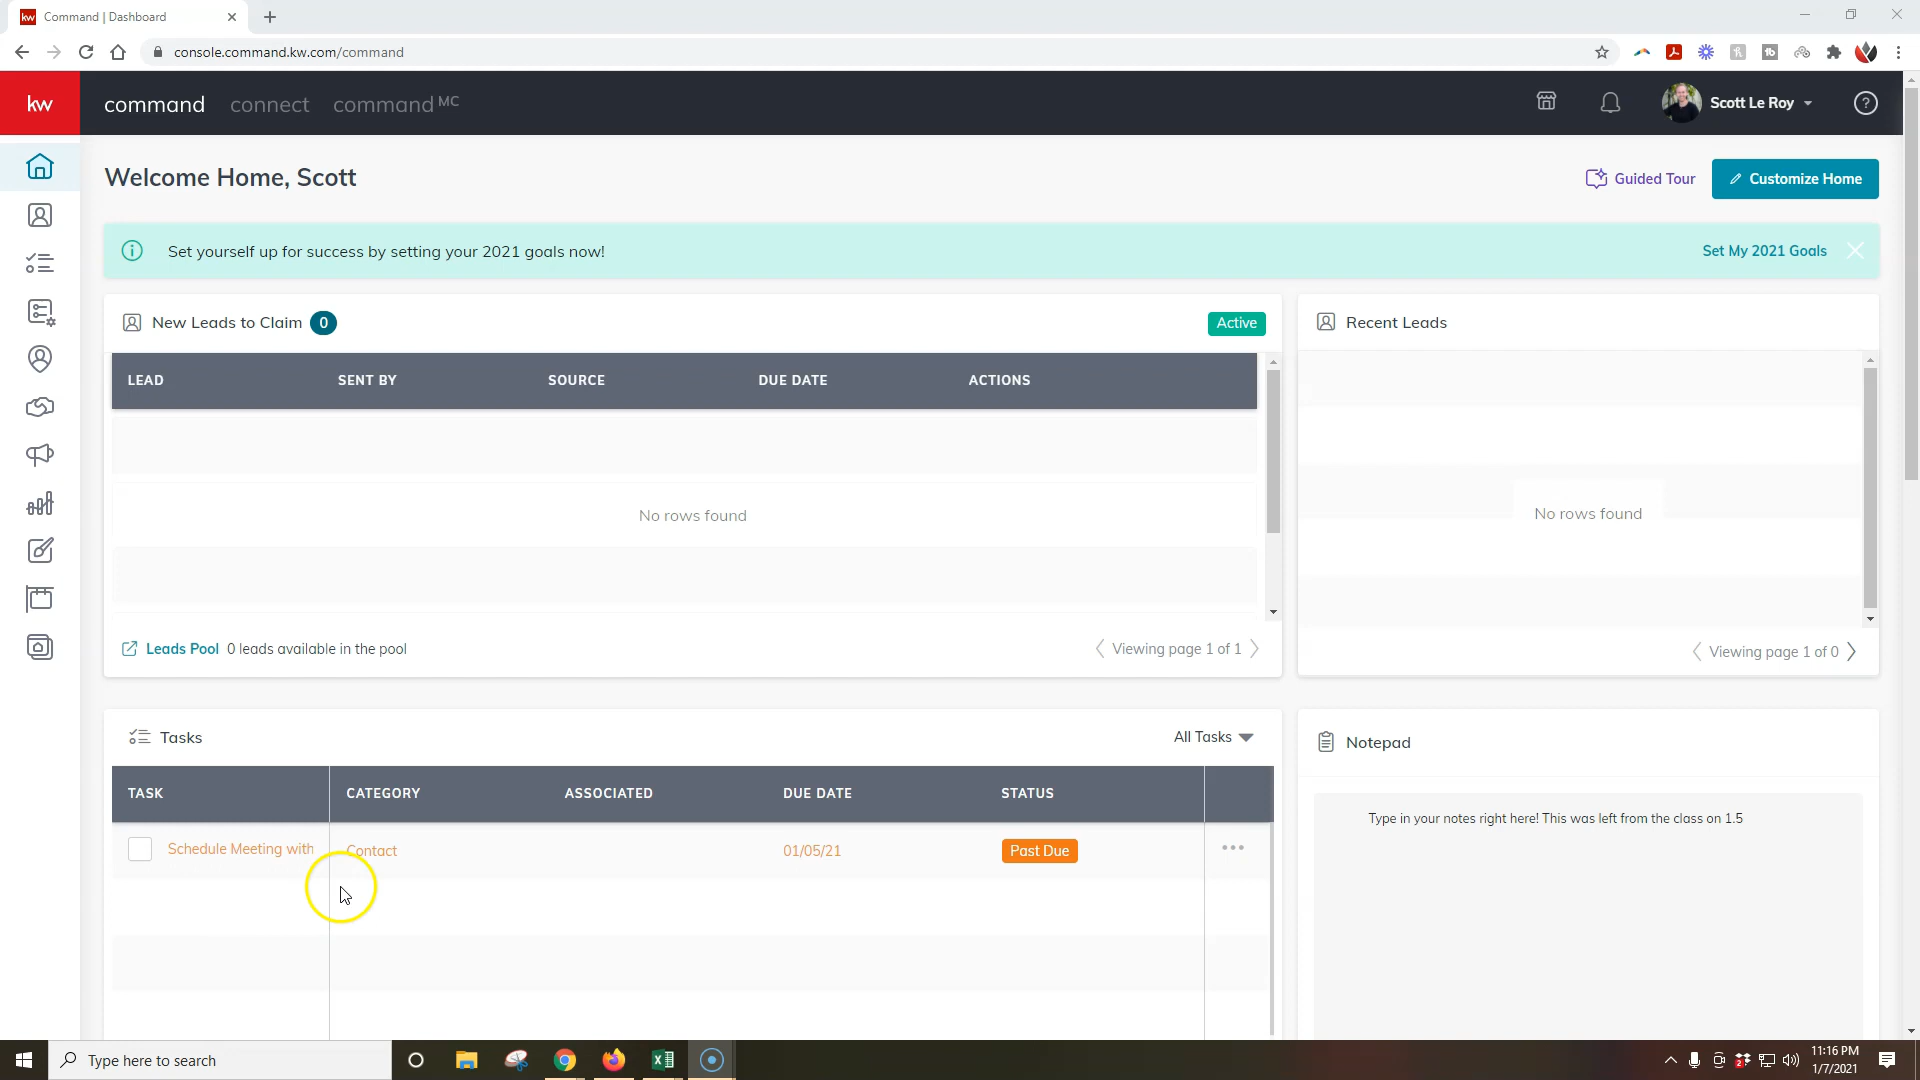 kw Command | Dashboard
console.command.kw.com/command
kw command connect command MC Scott Le Roy ?
Welcome Home, Scott
Guided Tour
Customize Home
Set yourself up for success by setting your 2021 goals now!
Set My 2021 Goals
New Leads to Claim 0
Active
LEAD SENT BY SOURCE DUE DATE ACTIONS
No rows found
Leads Pool 0 leads available in the pool
Viewing page 1 of 1
Recent Leads
No rows found
Viewing page 1 of 0
Tasks
All Tasks
TASK CATEGORY ASSOCIATED DUE DATE STATUS
Schedule Meeting with Contact 01/05/21 Past Due
Notepad
Type in your notes right here! This was left from the class on 1.5
Type here to search
11:16 PM
1/7/2021